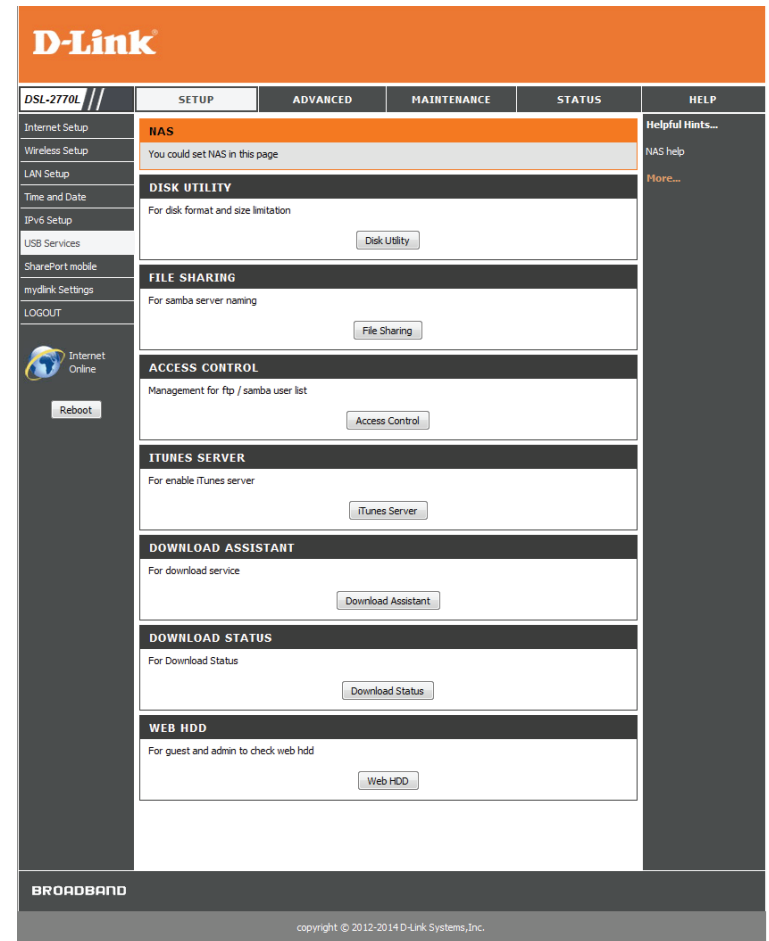 D-Link
DSL-2770L
SETUP
ADVANCED
MAINTENANCE
STATUS
HELP
Internet Setup
Wireless Setup
LAN Setup
Time and Date
IPv6 Setup
USB Services
SharePort mobile
mydlink Settings
LOGOUT
Internet
Online
Reboot
NAS
You could set NAS in this page
DISK UTILITY
For disk format and size limitation
Disk Utility
FILE SHARING
For samba server naming
File Sharing
ACCESS CONTROL
Management for ftp / samba user list
Access Control
ITUNES SERVER
For enable iTunes server
iTunes Server
DOWNLOAD ASSISTANT
For download service
Download Assistant
DOWNLOAD STATUS
For Download Status
Download Status
WEB HDD
For guest and admin to check web hdd
Web HDD
Helpful Hints...
NAS help
More...
BROADBAND
copyright © 2012-2014 D-Link Systems,Inc.